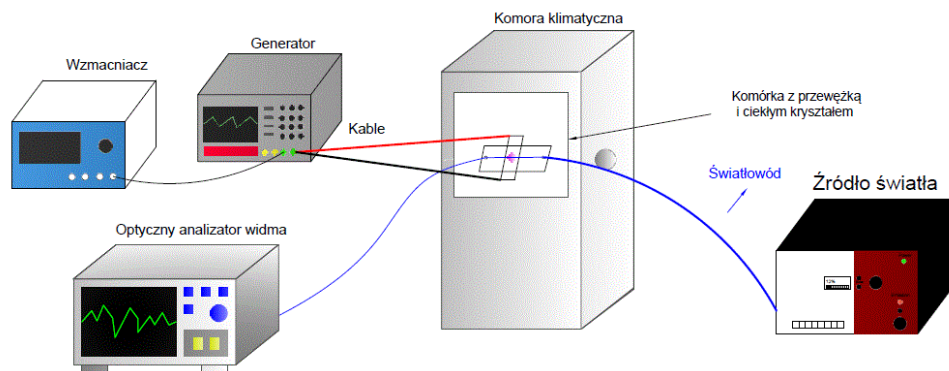 Komora klimatyczna
Generator
Wzmacniacz
Komórka z przewężką
i ciekłym kryształem
Kable
Światłowód
Źródło światła
Optyczny analizator widma